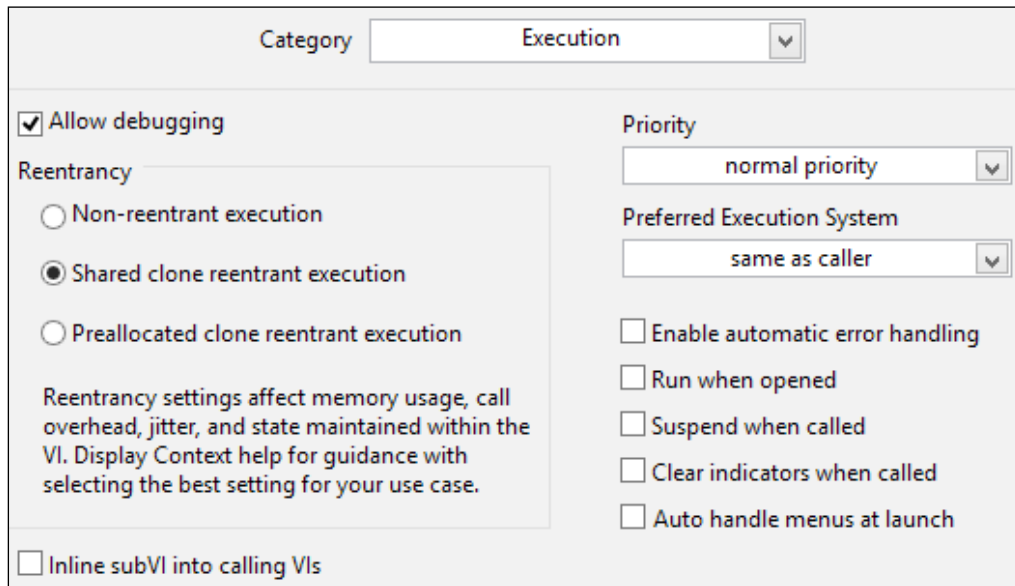 Category Execution
Allow debugging
Reentrancy
Non-reentrant execution
Shared clone reentrant execution
Preallocated clone reentrant execution
Reentrancy settings affect memory usage, call
overhead, jitter, and state maintained within the
VI. Display Context help for guidance with
selecting the best setting for your use case.
Inline subVI into calling VIs
Priority
normal priority
Preferred Execution System
same as caller
Enable automatic error handling
Run when opened
Suspend when called
Clear indicators when called
Auto handle menus at launch